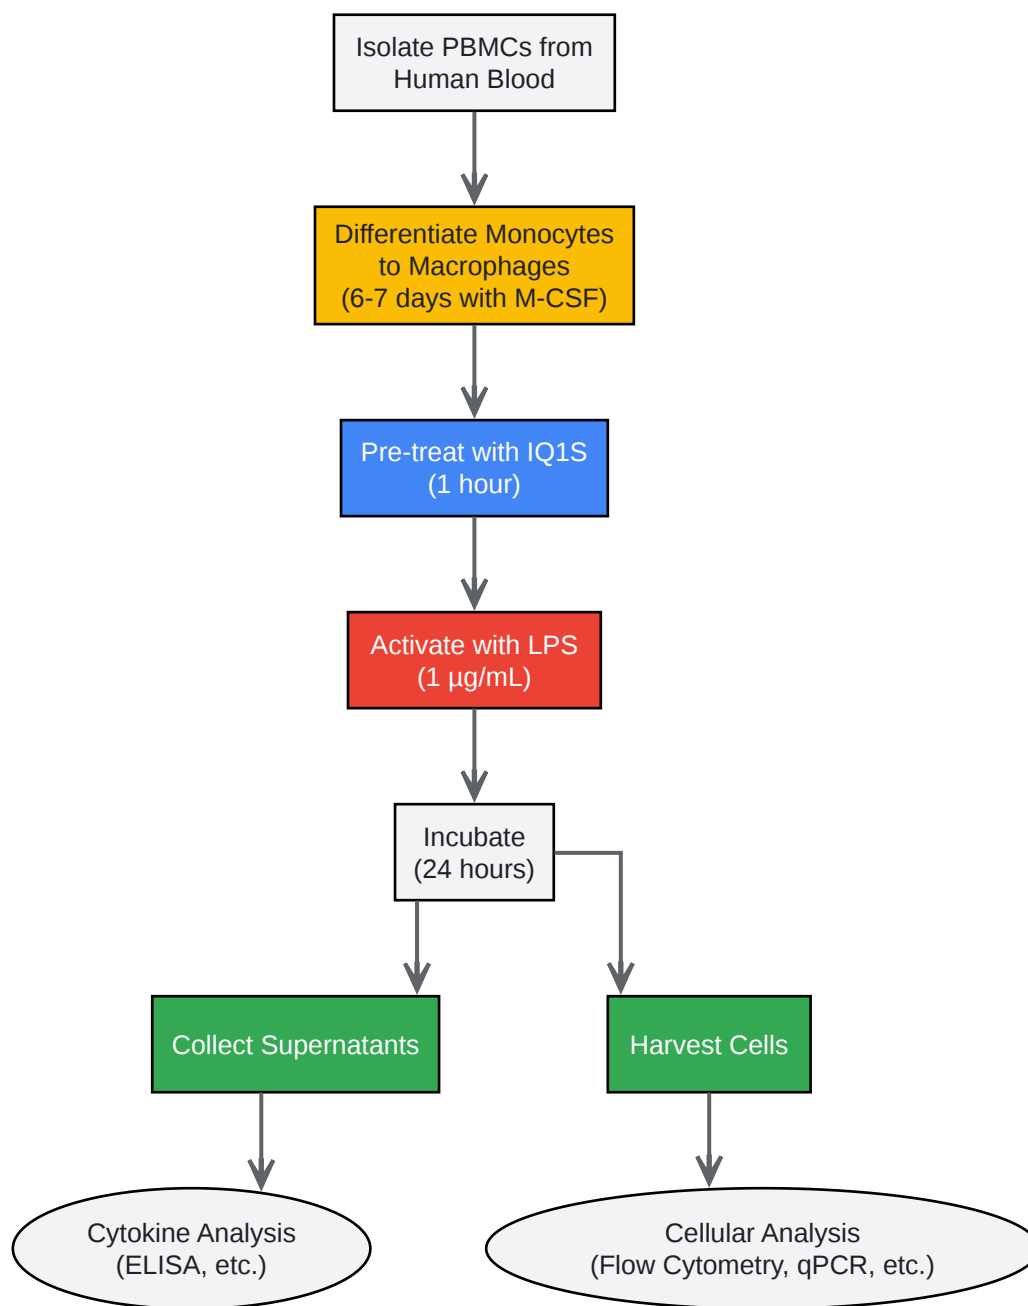 Isolate PBMCs from
Human Blood
Differentiate Monocytes
to Macrophages
(6-7 days with M-CSF)
Pre-treat with IQ1S
(1 hour)
Activate with LPS
(1 µg/mL)
Incubate
(24 hours)
Collect Supernatants
Harvest Cells
Cytokine Analysis
(ELISA, etc.)
Cellular Analysis
(Flow Cytometry, qPCR, etc.)